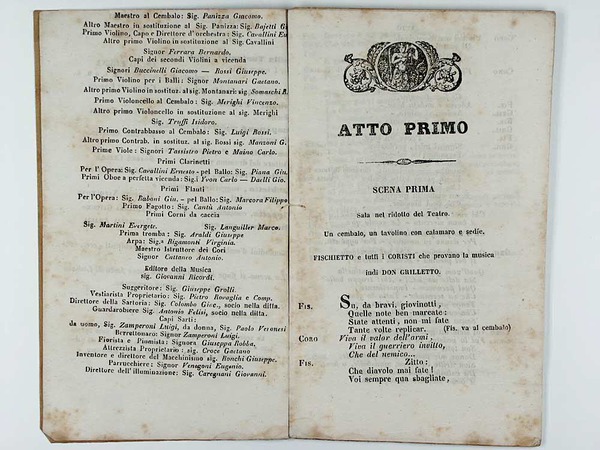 Maestro al Cembalo: Sig. Panizza Giacomo.
Altro Maestro in sostituzione al Sig. Panizza: Sig. Bajetti
Primo Violino, Capo e Direttore d'orchestra: Sig. Cavallini
Altro primo Violino in sostituzione al Sig. Cavallini
Signor Ferrara Bernardo.
Capi dei secondi Violini a vicenda
Signori Buccinelli Giacomo — Rossi Giuseppe.
Primo Violino per i Balli: Signor Montanari Gaetano.
Altro primo Violino in sostituz. al sig. Montanari: sig. Somaschi R.
Primo Violoncello al Cembalo: Sig. Merighi Vincenzo.
Altro primo Violoncello in sostituzione al sig. Merighi
Sig. Truffi Isidoro.
Primo Contrabbasso al Cembalo: Sig. Luigi Rossi.
Altro primo Contrab. in sostituz. al sig. Rossi sig. Manzoni G.
Prime Viole: Signori Tassistro Pietro e Maino Carlo.
Primi Clarinetti
Per l'Opera: Sig. Cavallini Ernesto - pel Ballo: Sig. Piana Giu.
Primi Oboe a perfetta vicenda: Sig.i Yvon Carlo — Daelli Gio.
Primi Flauti
Per l'Opera: Sig. Raboni Giu. - pel Ballo: Sig. Marcora Filippo
Primo Fagotto: Sig. Cantù Antonio
Primi Corni da caccia
Sig. Martini Evergete. Sig. Languiller Marco.
Prima tromba: Sig. Araldi Giuseppe
Arpa: Sig.a Rigamonti Virginia.
Maestro Istruttore dei Cori
Signor Cattaneo Antonio.
Editore della Musica
sig. Giovanni Ricordi.
Suggeritore: Sig. Giuseppe Grolli.
Vestiarista Proprietario: Sig. Pietro Rovaglia e Comp.
Direttore della Sartoria: Sig. Colombo Giac., socio nella ditta.
Guardarobiere Sig. Antonio Felisi, socio nella ditta.
Capi Sarti:
da uomo, Sig. Zamperoni Luigi, da donna, Sig. Paolo Veronesi
Berrettonaro: Signor Zamperoni Luigi.
Fiorista e Piumista: Signora Giuseppa Robba.
Attrezzista Proprietario: sig. Croce Gaetano
Inventore e direttore del Macchinismo sig. Ronchi Giuseppe.
Parrucchiere: Signor Venegoni Eugenio.
Direttore dell'illuminazione: Sig. Caregnani Giovanni.
ATTO PRIMO
SCENA PRIMA
Sala nel ridotto del Teatro.
Un cembalo, un tavolino con calamaro e sedie.
FISCHIETTO e tutti i CORISTI che provano la musica
indi DON GRILLETTO.
Fis. Su, da bravi, giovinotti,
Quelle note ben marcate:
State attenti, non mi fate
Tante volte replicar. (Fis. va al cembalo)
Coro Viva il valor dell'armi,
Viva il guerriero invitto,
Che del nemico...
Fis. Zitto:
Che diavolo mai fate!
Voi sempre qua sbagliate,